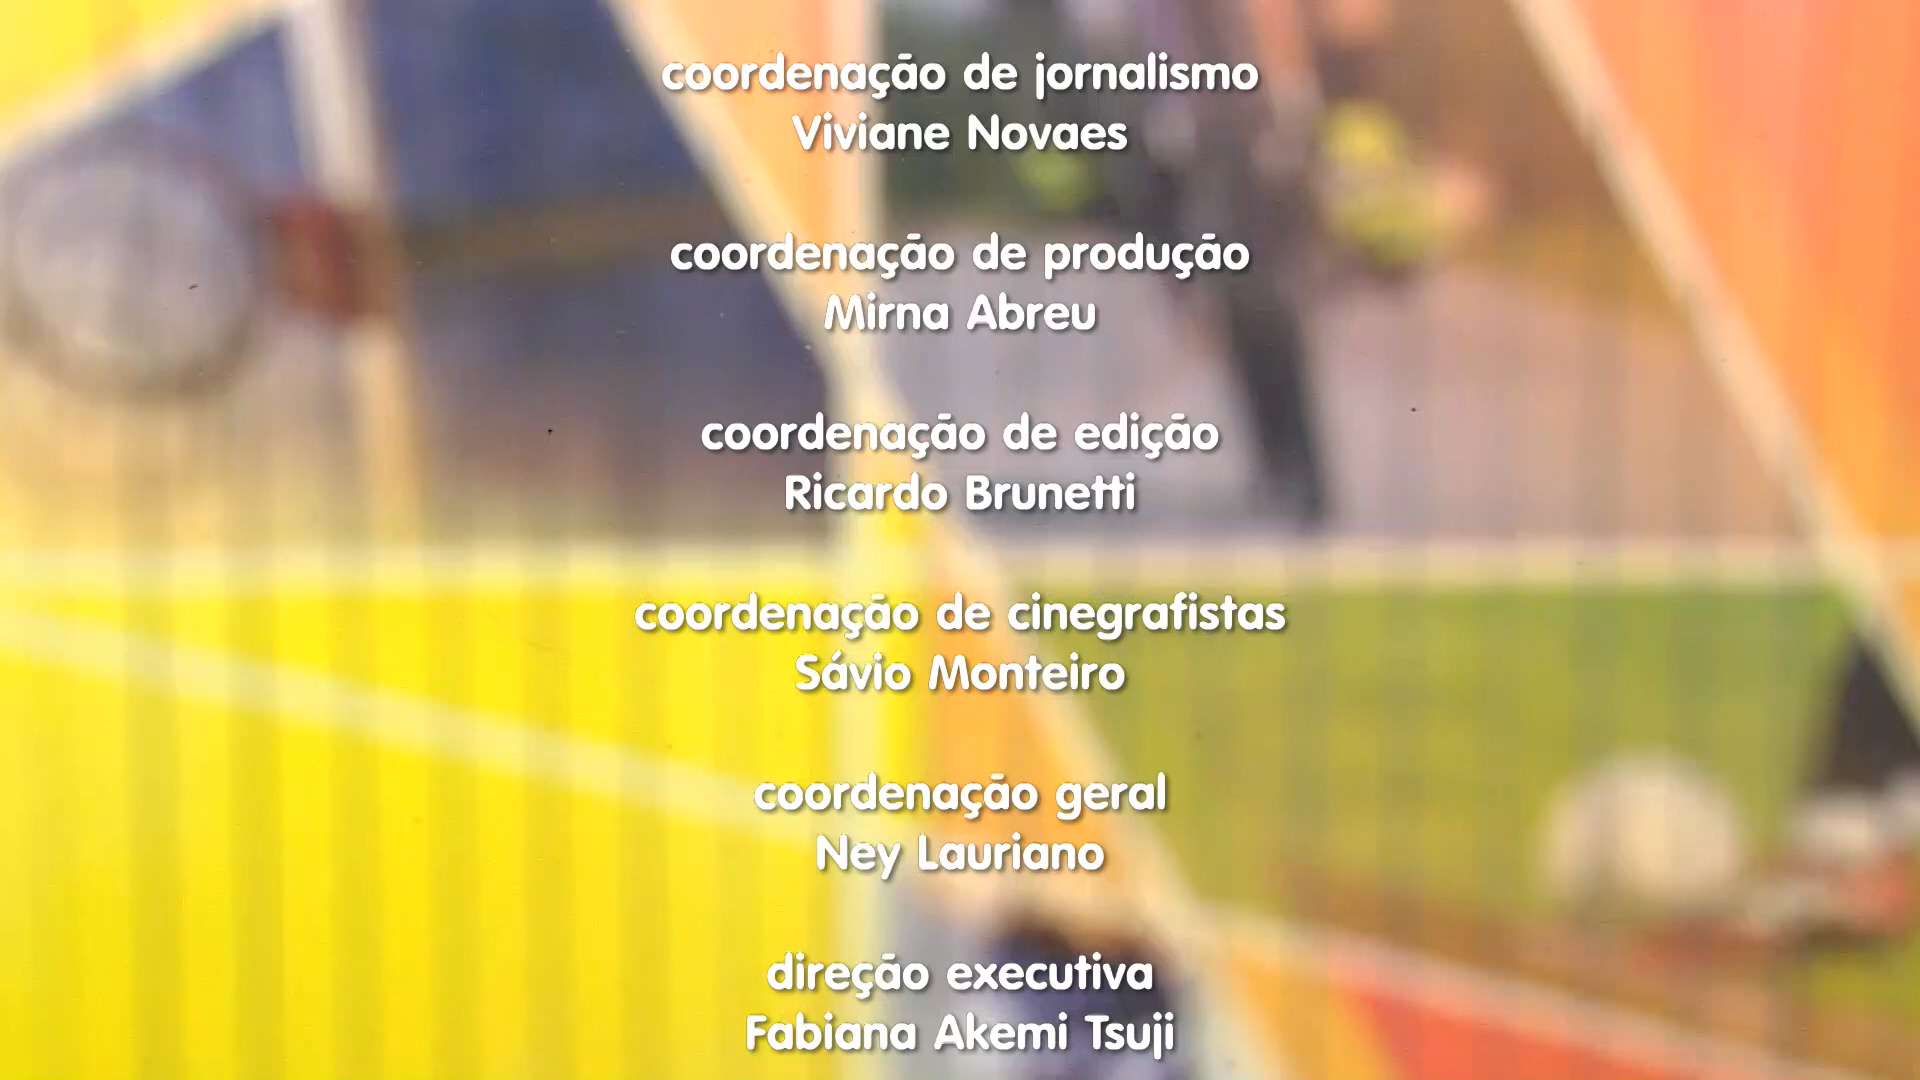 coordenação de jornalismo
Viviane Novaes
coordenação de produção
Mirna Abreu
coordenação de edição
Ricardo Brunetti
coordenação de cinegrafistas
Sávio Monteiro
coordenação geral
Ney Lauriano
direção executiva
Fabiana Akemi Tsuji